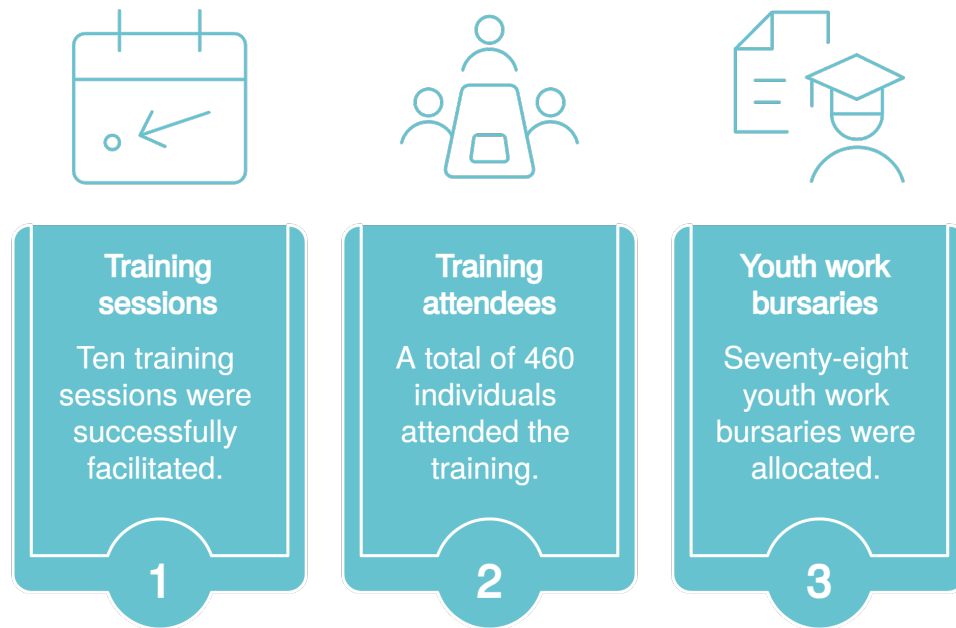 Training
sessions
Ten training
sessions were
successfully
facilitated.
1
Training
attendees
A total of 460
individuals
attended the
training.
2
Youth work
bursaries
Seventy-eight
youth work
bursaries were
allocated.
3